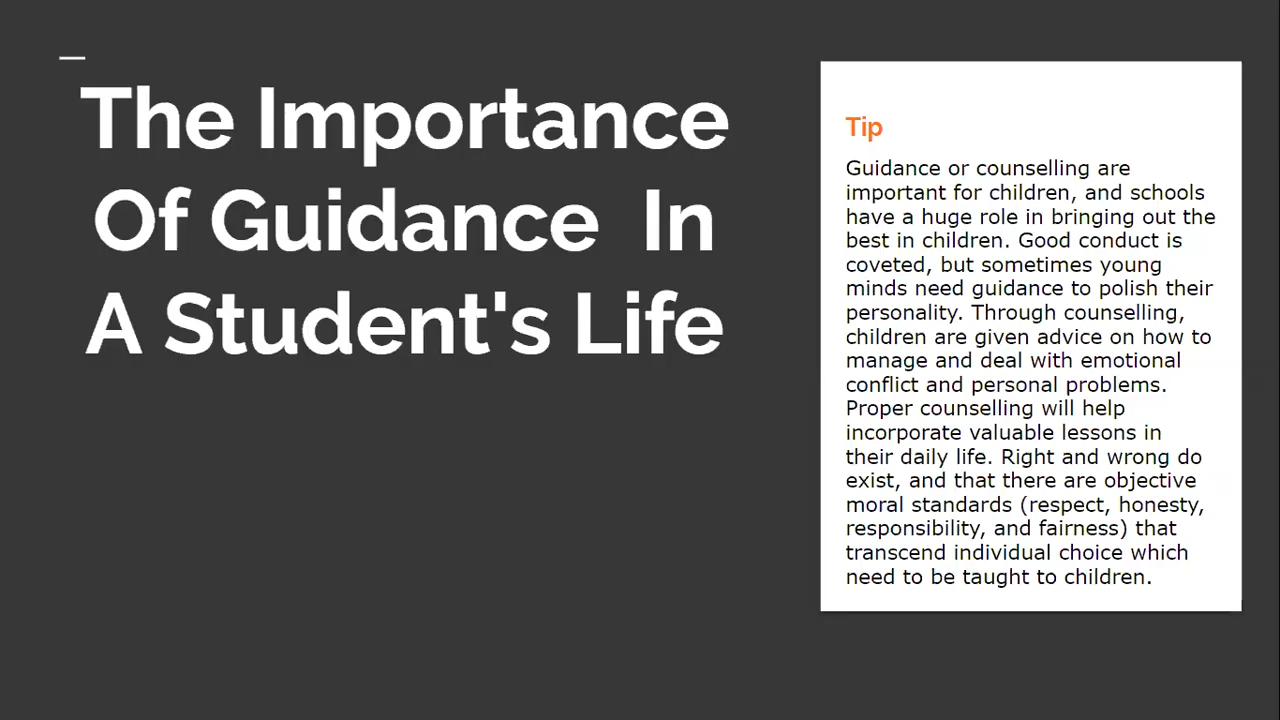 The Importance
Of Guidance  In
A Student's Life
Tip
Guidance or counselling are
important for children, and schools
have a huge role in bringing out the
best in children. Good conduct is
coveted, but sometimes young
minds need guidance to polish their
personality. Through counselling,
children are given advice on how to
manage and deal with emotional
conflict and personal problems.
Proper counselling will help
incorporate valuable lessons in
their daily life. Right and wrong do
exist, and that there are objective
moral standards (respect, honesty,
responsibility, and fairness) that
transcend individual choice which
need to be taught to children.